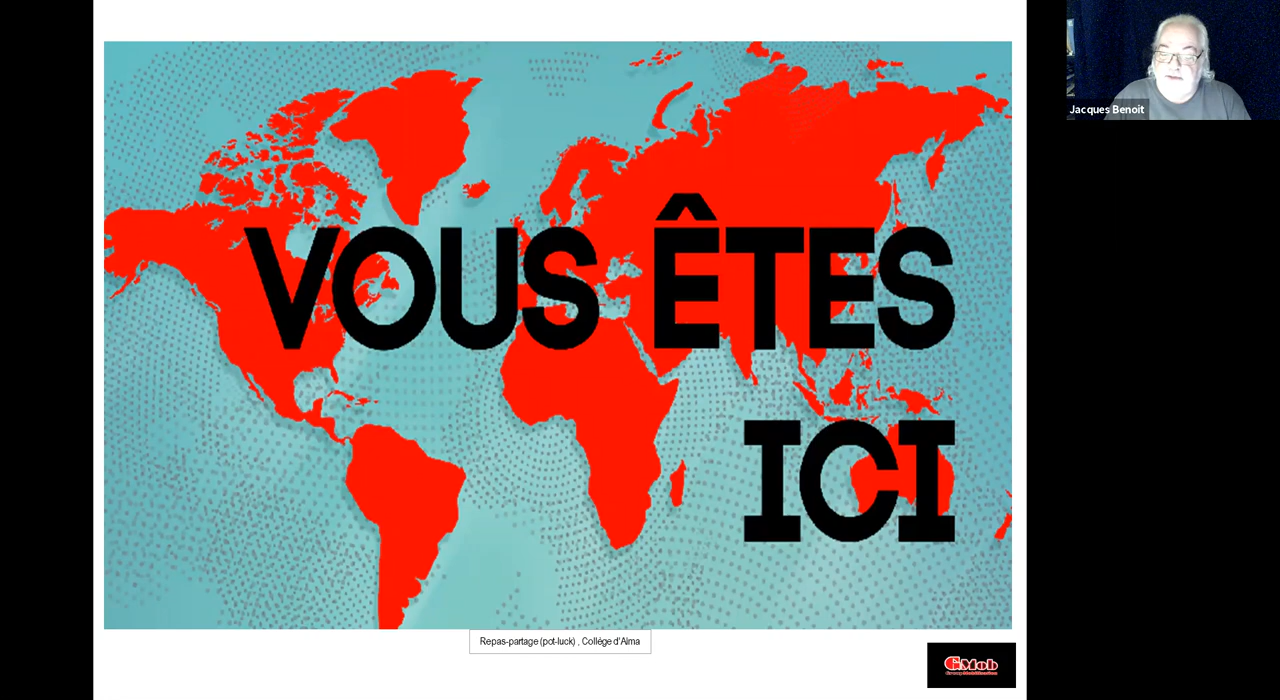 VOUS ÊTES
ICI
Jacques Benoit
Repas-partage (pot-luck) , Collège d'Alma
GMob